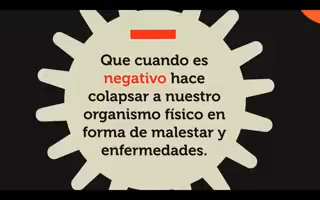 Que cuando es
negativo hace
colapsar a nuestro
organismo físico en
forma de malestar y
enfermedades.